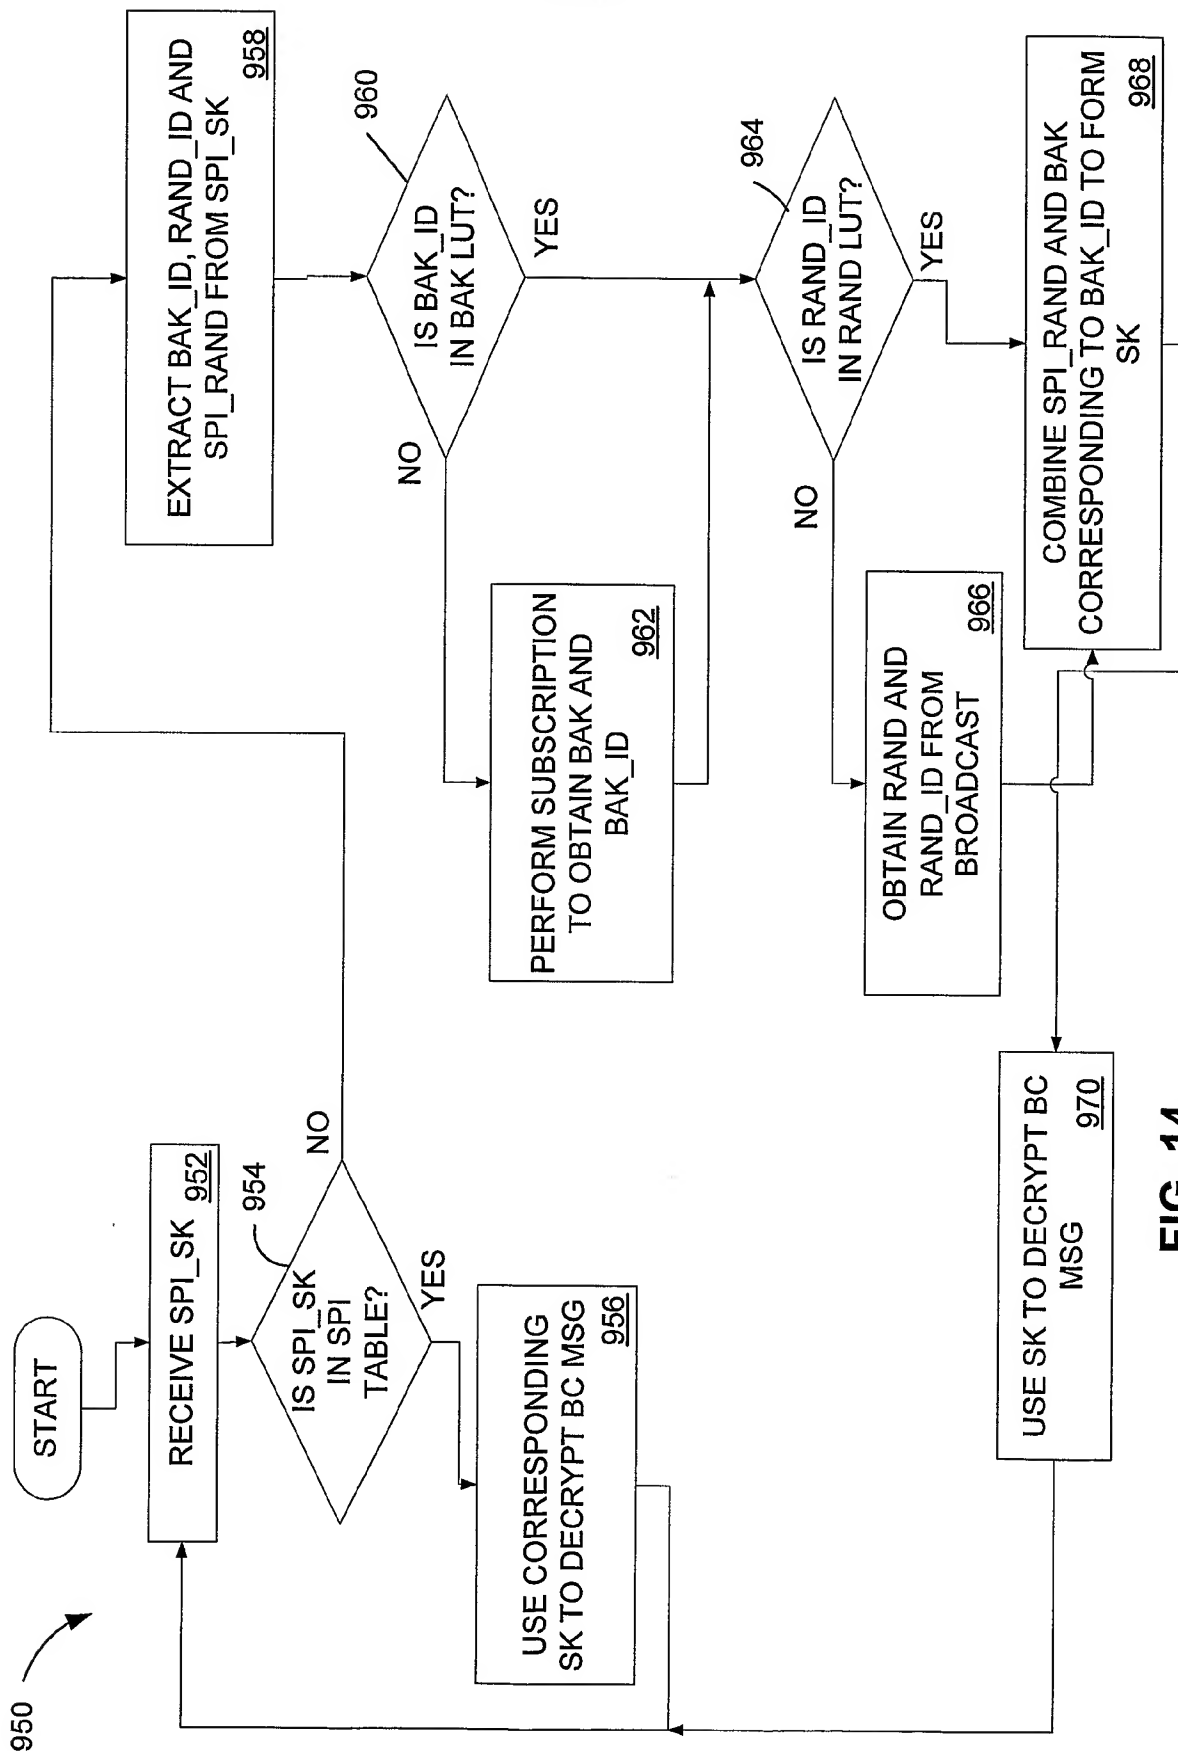 950
START
RECEIVE SPI_SK
952
954
IS SPI_SK
IN SPI
TABLE?
NO
YES
USE CORRESPONDING
SK TO DECRYPT BC MSG
956
EXTRACT BAK_ID, RAND_ID AND
SPI_RAND FROM SPI_SK
958
960
IS BAK_ID
IN BAK LUT?
NO
YES
PERFORM SUBSCRIPTION
TO OBTAIN BAK AND
BAK_ID
962
964
IS RAND_ID
IN RAND LUT?
NO
YES
OBTAIN RAND AND
RAND_ID FROM
BROADCAST
966
COMBINE SPI_RAND AND BAK
CORRESPONDING TO BAK_ID TO FORM
SK
968
USE SK TO DECRYPT BC
MSG
970
FIG. 14